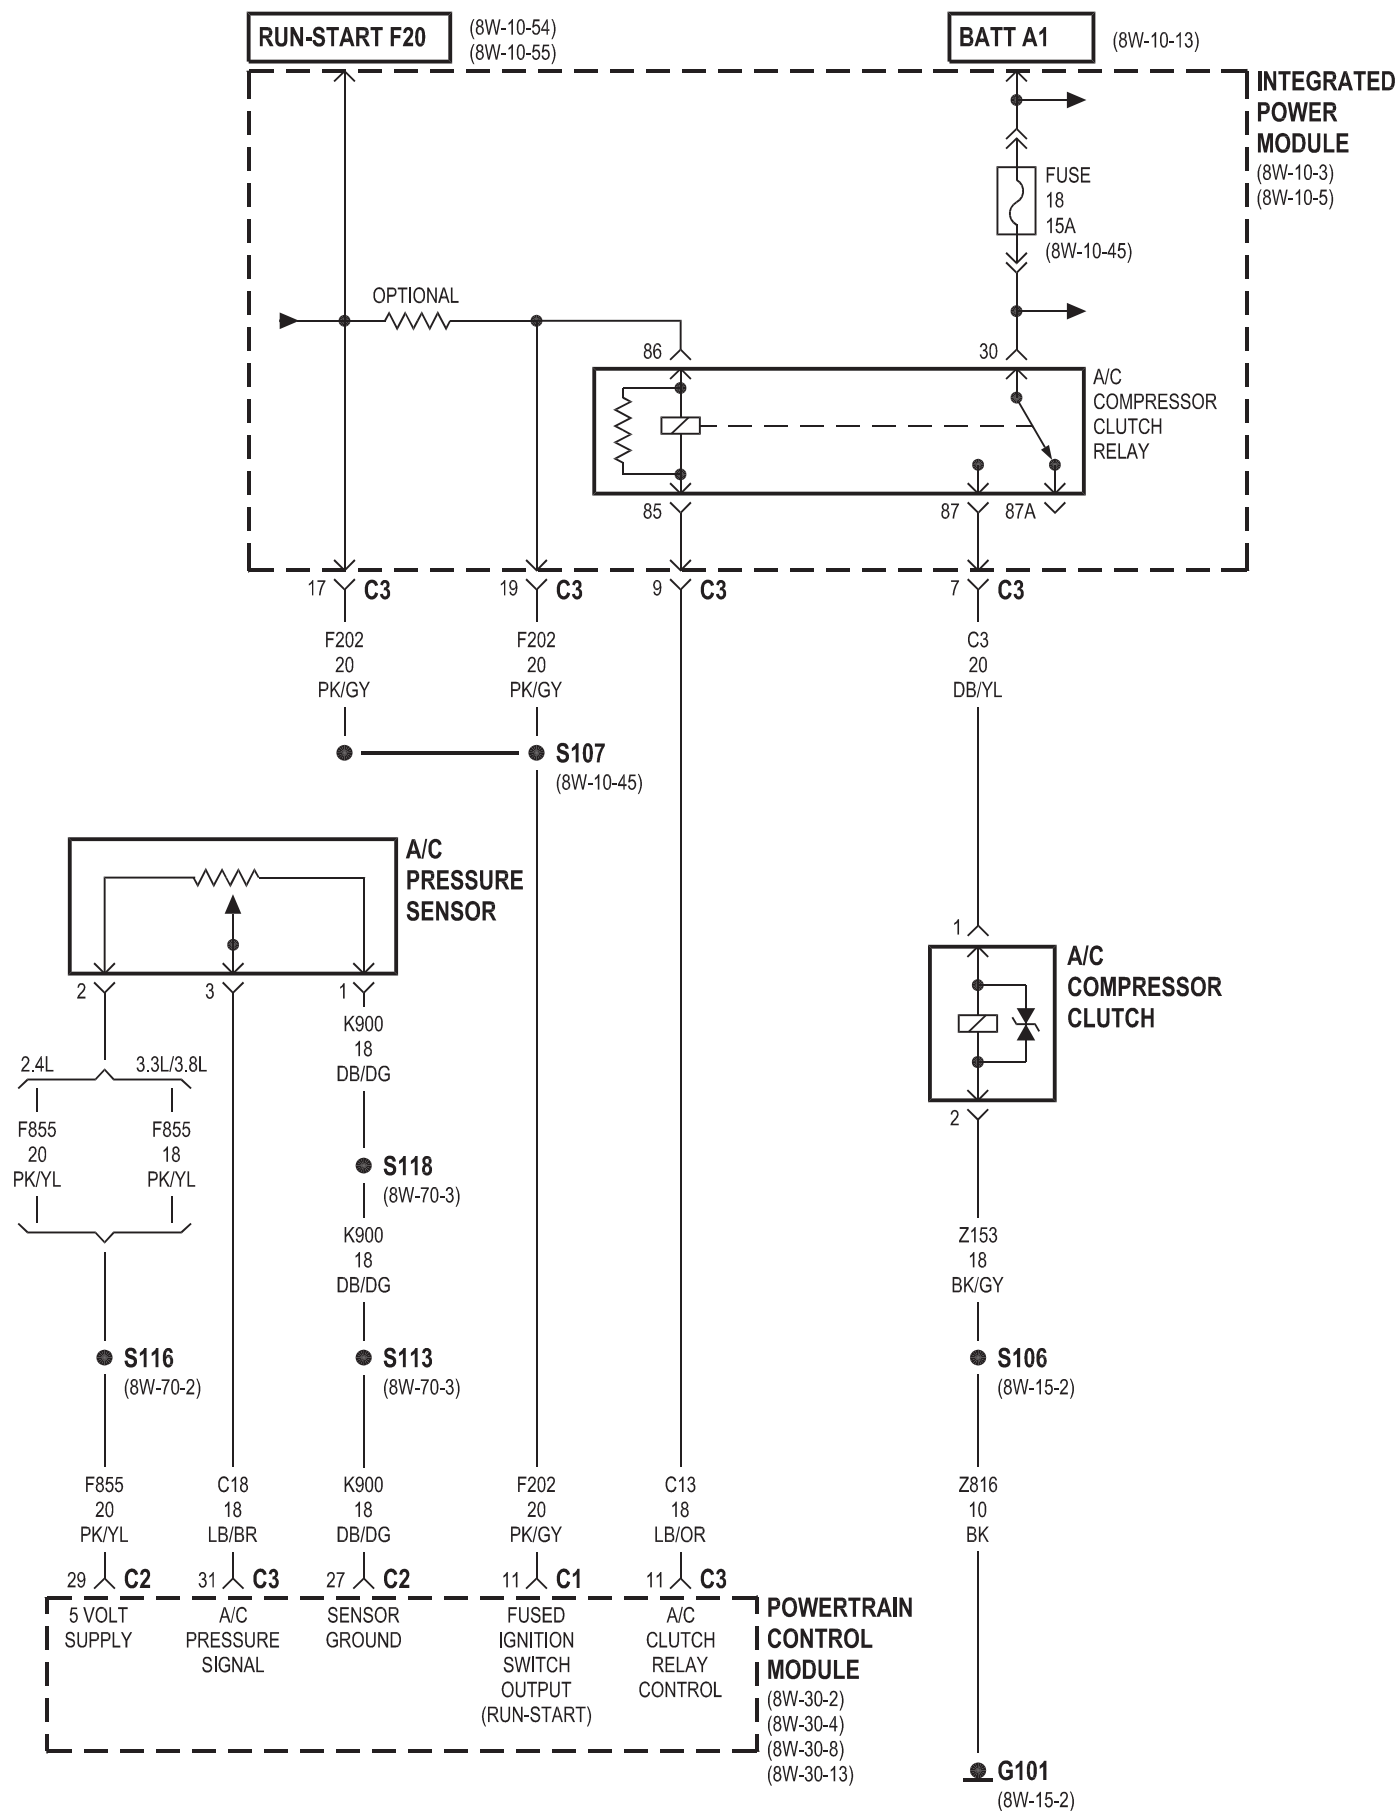 RUN-START F20
(8W-10-54)
(8W-10-55)
BATT A1
(8W-10-13)
INTEGRATED
POWER
MODULE
(8W-10-3)
(8W-10-5)
FUSE
18
15A
(8W-10-45)
OPTIONAL
86
30
A/C
COMPRESSOR
CLUTCH
RELAY
85
87
87A
17 C3
19 C3
9 C3
7 C3
F202
20
PK/GY
F202
20
PK/GY
C3
20
DB/YL
S107
(8W-10-45)
A/C
PRESSURE
SENSOR
2
3
1
1
A/C
COMPRESSOR
CLUTCH
2
K900
18
DB/DG
2.4L
3.3L/3.8L
F855
20
PK/YL
F855
18
PK/YL
S118
(8W-70-3)
K900
18
DB/DG
Z153
18
BK/GY
S116
(8W-70-2)
S113
(8W-70-3)
S106
(8W-15-2)
F855
20
PK/YL
C18
18
LB/BR
K900
18
DB/DG
F202
20
PK/GY
C13
18
LB/OR
Z816
10
BK
29 C2
31 C3
27 C2
11 C1
11 C3
5 VOLT
SUPPLY
A/C
PRESSURE
SIGNAL
SENSOR
GROUND
FUSED
IGNITION
SWITCH
OUTPUT
(RUN-START)
A/C
CLUTCH
RELAY
CONTROL
POWERTRAIN
CONTROL
MODULE
(8W-30-2)
(8W-30-4)
(8W-30-8)
(8W-30-13)
G101
(8W-15-2)